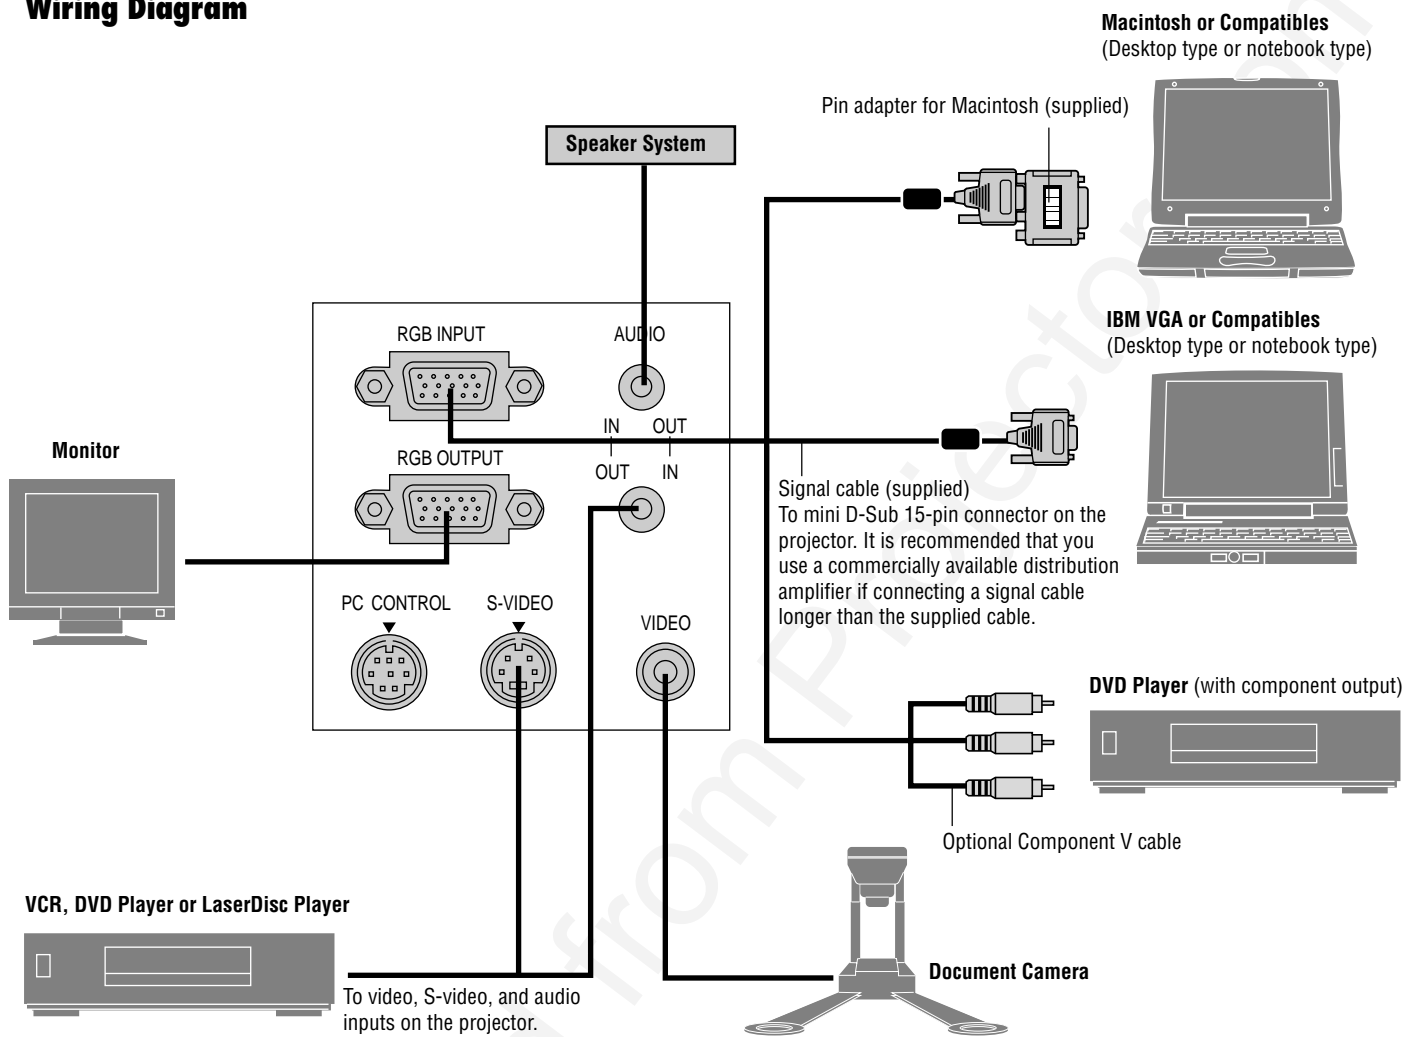 Wiring Diagram
Macintosh or Compatibles
(Desktop type or notebook type)
Pin adapter for Macintosh (supplied)
Speaker System
IBM VGA or Compatibles
(Desktop type or notebook type)
RGB INPUT
AUDIO
IN
OUT
Monitor
RGB OUTPUT
OUT
IN
Signal cable (supplied)
To mini D-Sub 15-pin connector on the
projector. It is recommended that you
use a commercially available distribution
amplifier if connecting a signal cable
longer than the supplied cable.
PC CONTROL
S-VIDEO
VIDEO
DVD Player (with component output)
Optional Component V cable
VCR, DVD Player or LaserDisc Player
Document Camera
To video, S-video, and audio
inputs on the projector.
from Projector